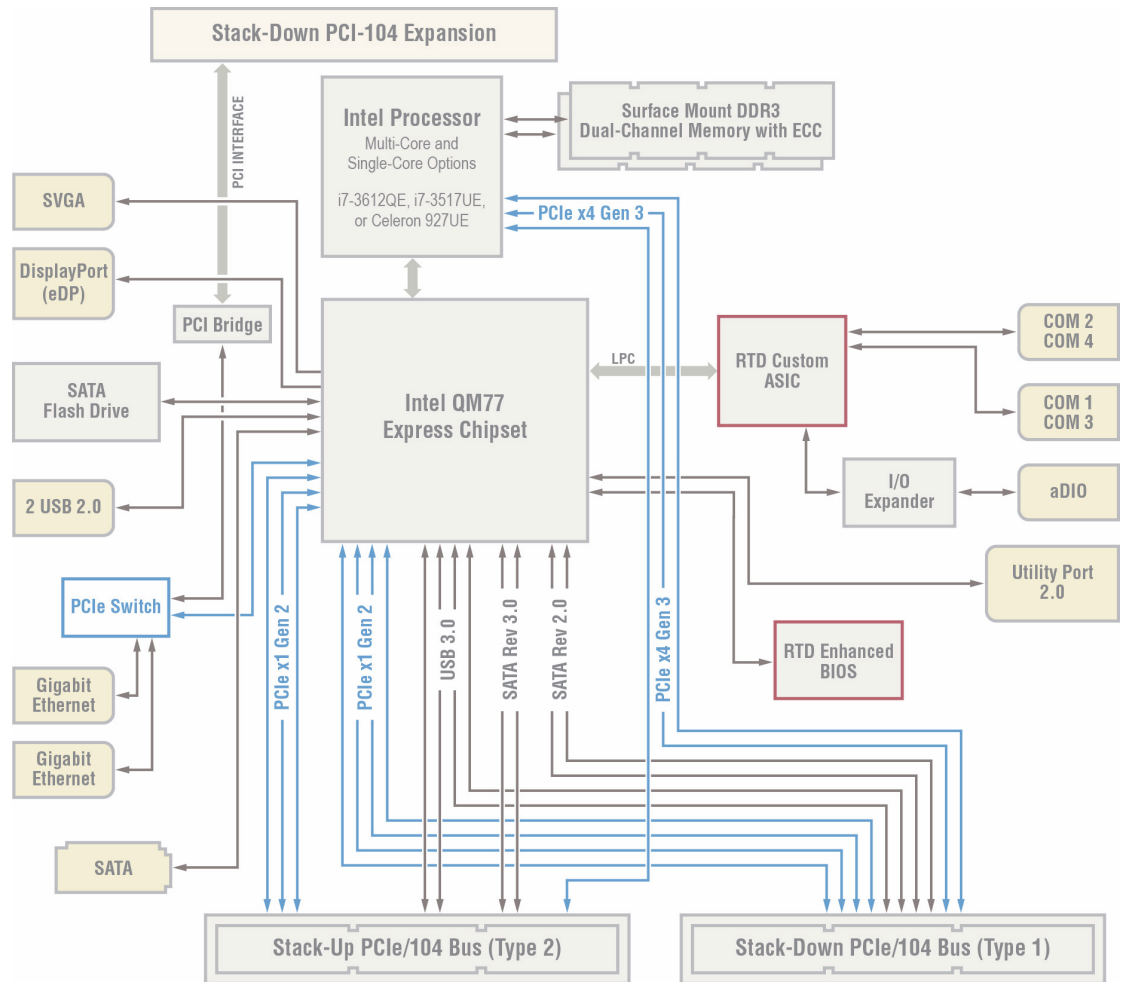 Stack-Down PCI-104 Expansion
PCI INTERFACE
Intel Processor
Multi-Core and
Single-Core Options
i7-3612QE, i7-3517UE,
or Celeron 927UE
Surface Mount DDR3
Dual-Channel Memory with ECC
SVGA
PCIe x4 Gen 3
DisplayPort
(eDP)
PCI Bridge
SATA
Flash Drive
Intel QM77
Express Chipset
LPC
RTD Custom
ASIC
COM 2
COM 4
COM 1
COM 3
I/O
Expander
aDIO
2 USB 2.0
Utility Port
2.0
PCIe Switch
PCIe x1 Gen 2
PCIe x1 Gen 2
USB 3.0
SATA Rev 3.0
SATA Rev 2.0
PCIe x4 Gen 3
RTD Enhanced
BIOS
Gigabit
Ethernet
Gigabit
Ethernet
SATA
Stack-Up PCIe/104 Bus (Type 2)
Stack-Down PCIe/104 Bus (Type 1)